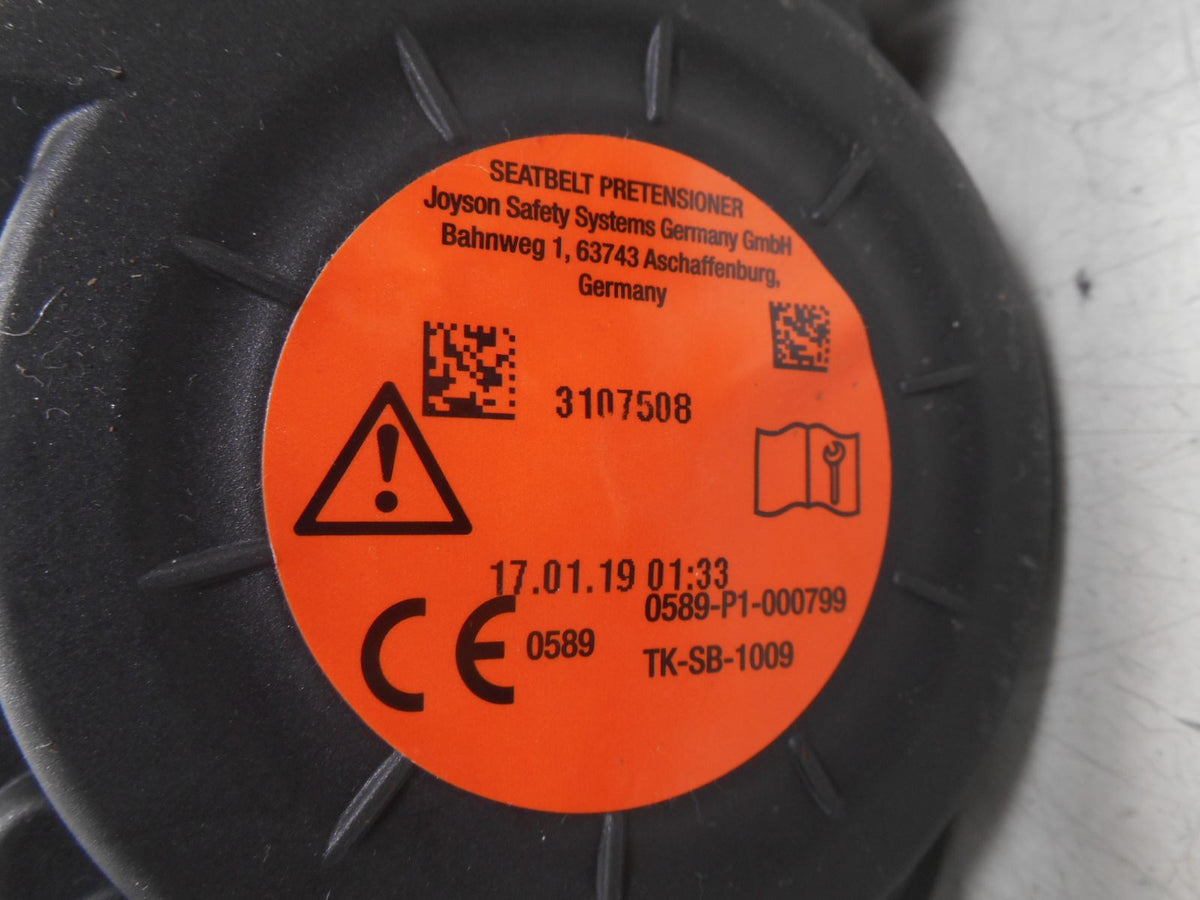 SEATBELT PRETENSIONER
Joyson Safety Systems Germany GmbH
Bahnweg 1, 63743 Aschaffenburg,
Germany
3107508
17.01.19 01:33
0589-P1-000799
CE 0589
TK-SB-1009